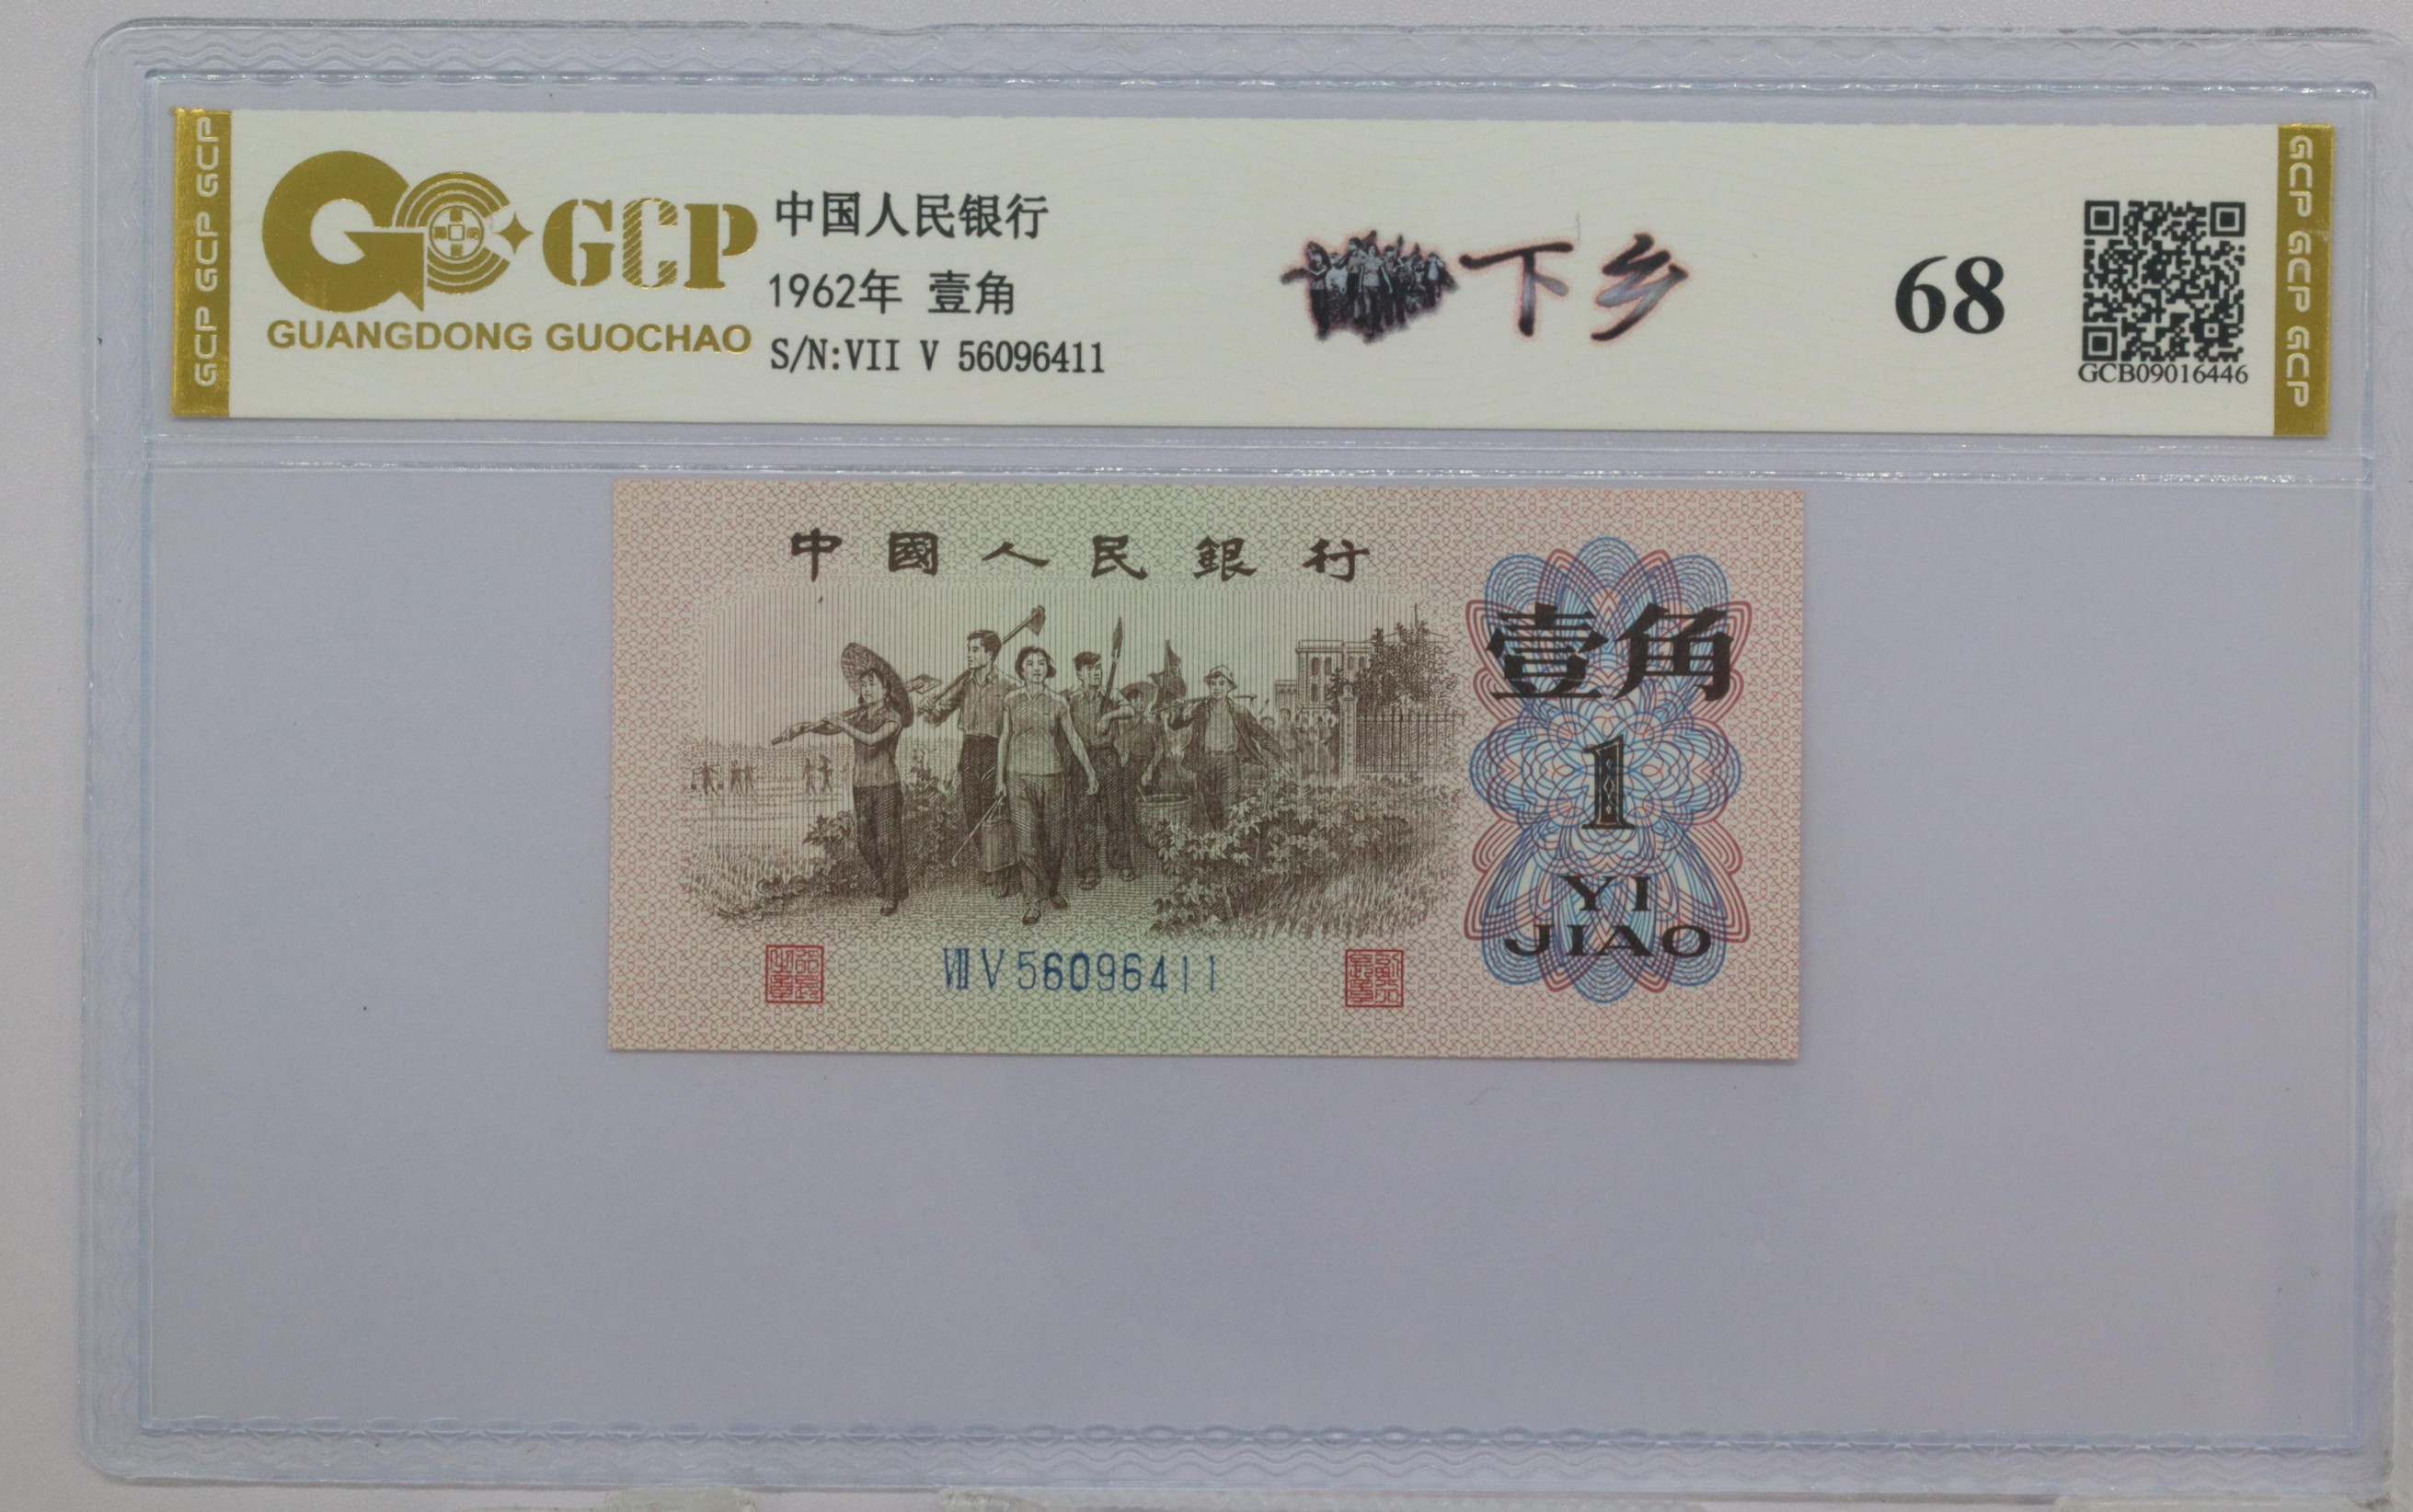 GCP GCP GCP
GCP
GUANGDONG GUOCHAO
中国人民银行
1962年 壹角
S/N:VII V 56096411
下乡
68
GCB09016446
GCP GCP GCP
中國人民銀行
壹角
1
YI
JIAO
VII V 56096411